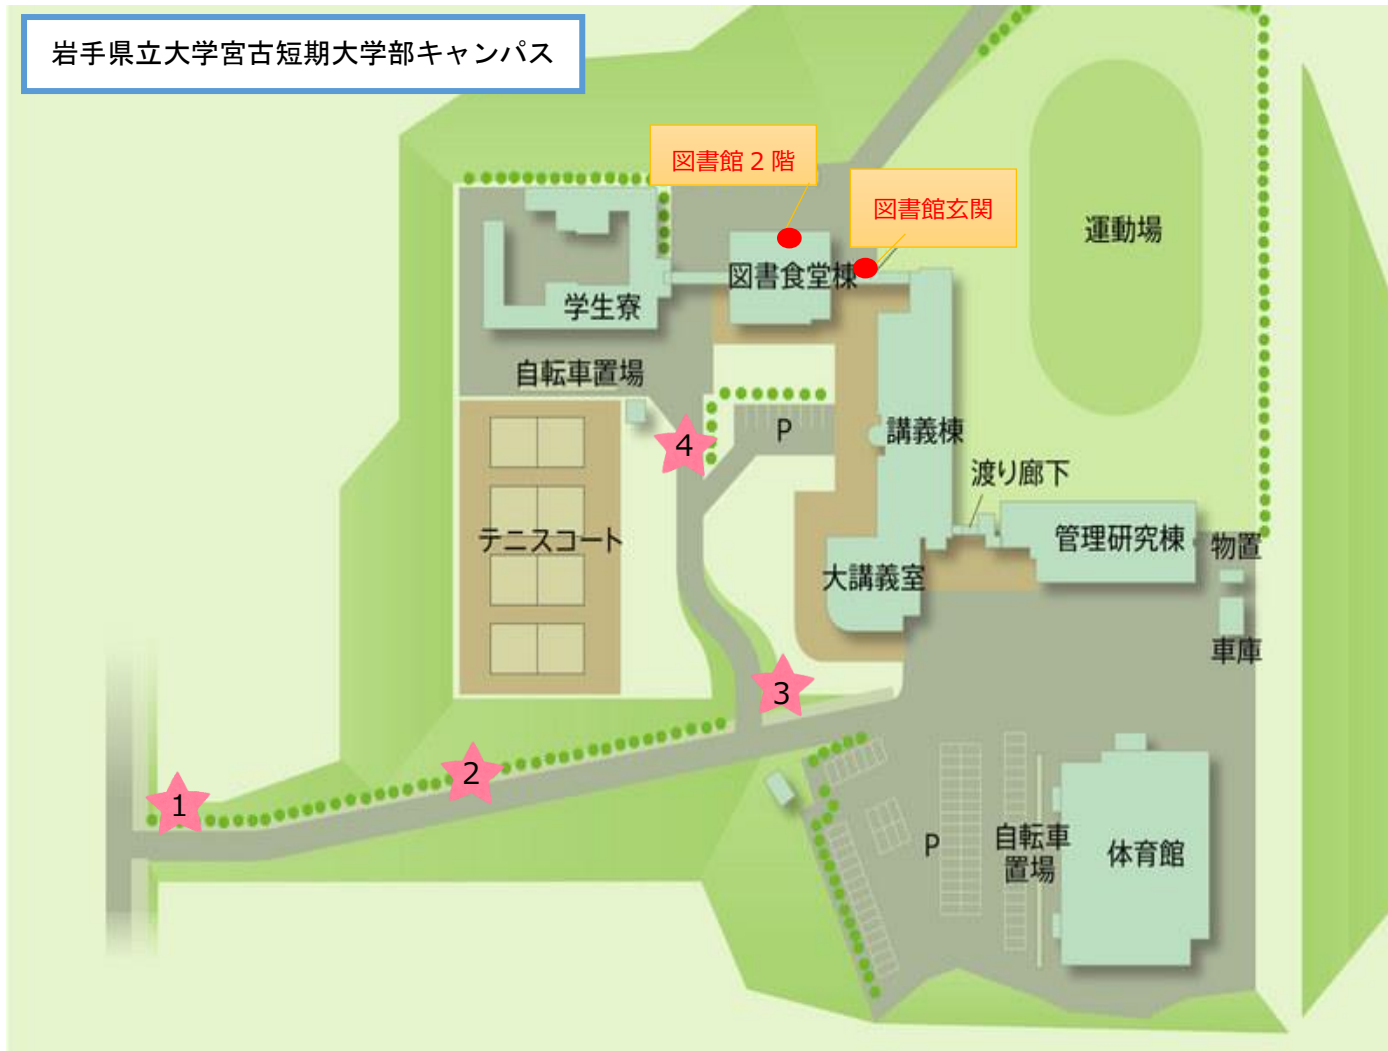 岩手県立大学宮古短期大学部キャンパス
図書館２階
図書館玄関
運動場
図書食堂棟
学生寮
自転車置場
4
P
講義棟
渡り廊下
テニスコート
管理研究棟
物置
大講義室
車庫
3
2
1
P
自転車
置場
体育館